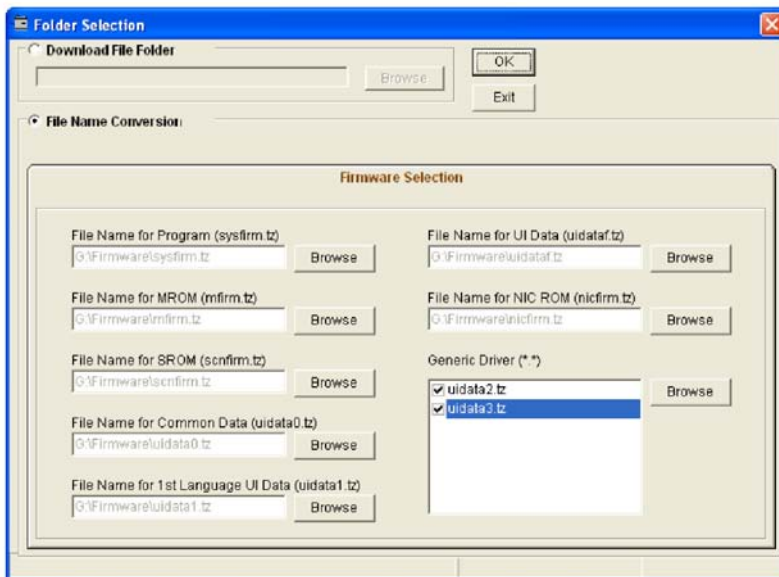 Folder Selection
Download File Folder
Browse
OK
Exit
File Name Conversion
Firmware Selection
File Name for Program (sysfirm.tz)
G:\Firmware\sysfirm.tz
Browse
File Name for MROM (mfirm.tz)
G:\Firmware\mfirm.tz
Browse
File Name for SROM (scnfirm.tz)
G:\Firmware\scnfirm.tz
Browse
File Name for Common Data (uidata0.tz)
G:\Firmware\uidata0.tz
Browse
File Name for 1st Language UI Data (uidata1.tz)
G:\Firmware\uidata1.tz
Browse
File Name for UI Data (uidataf.tz)
G:\Firmware\uidataf.tz
Browse
File Name for NIC ROM (nicfirm.tz)
G:\Firmware\nicfirm.tz
Browse
Generic Driver (*.*)
uidata2.tz
uidata3.tz
Browse